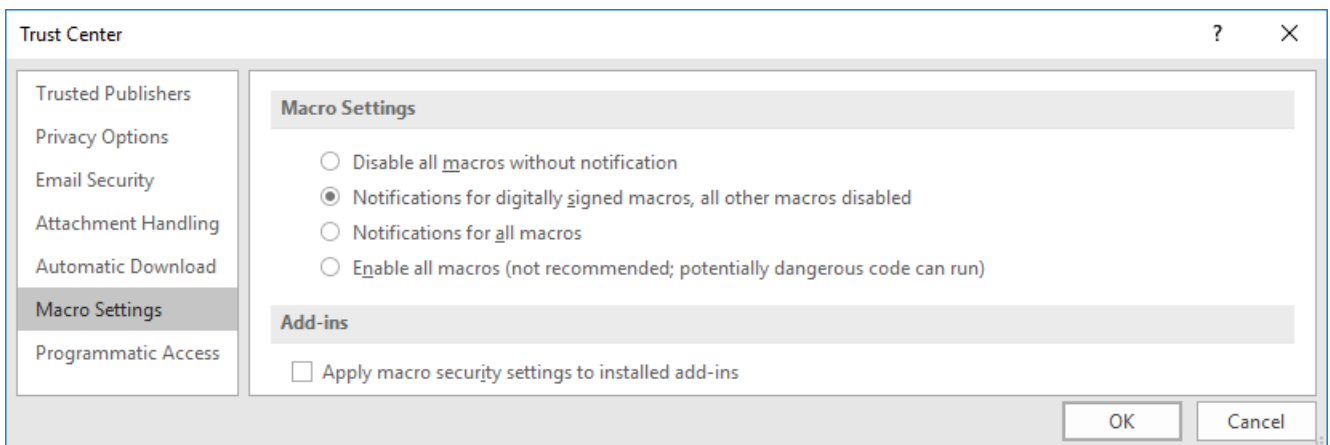 Trust Center
?
Trusted Publishers
Privacy Options
Email Security
Attachment Handling
Automatic Download
Macro Settings
Programmatic Access
Macro Settings
Disable all macros without notification
Notifications for digitally signed macros, all other macros disabled
Notifications for all macros
Enable all macros (not recommended; potentially dangerous code can run)
Add-ins
Apply macro security settings to installed add-ins
OK
Cancel